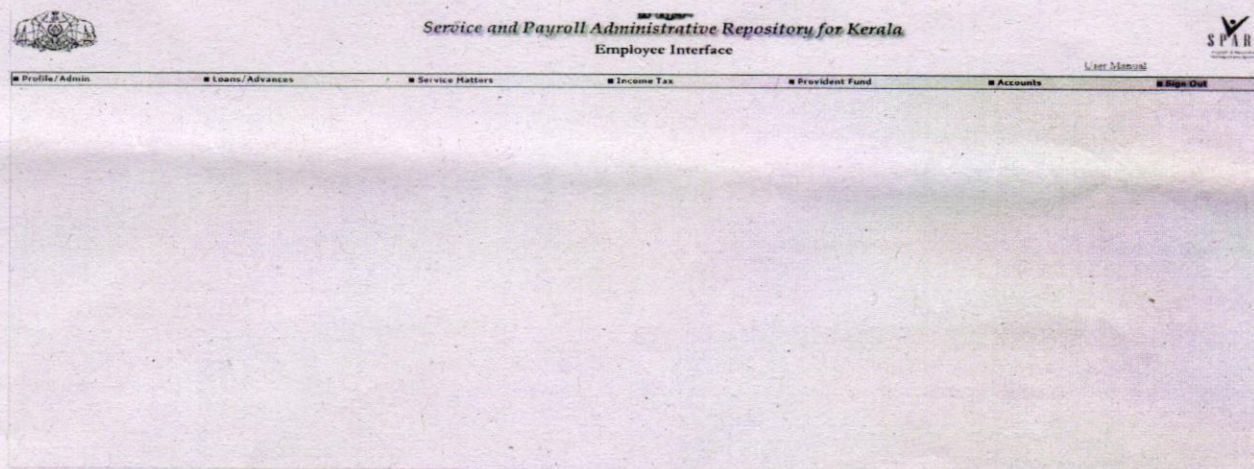 Service and Payroll Administrative Repository for Kerala
Employee Interface
SPAR
User Manual
Profile/Admin Loans/Advances Service Matters Income Tax Provident Fund Accounts Sign Out